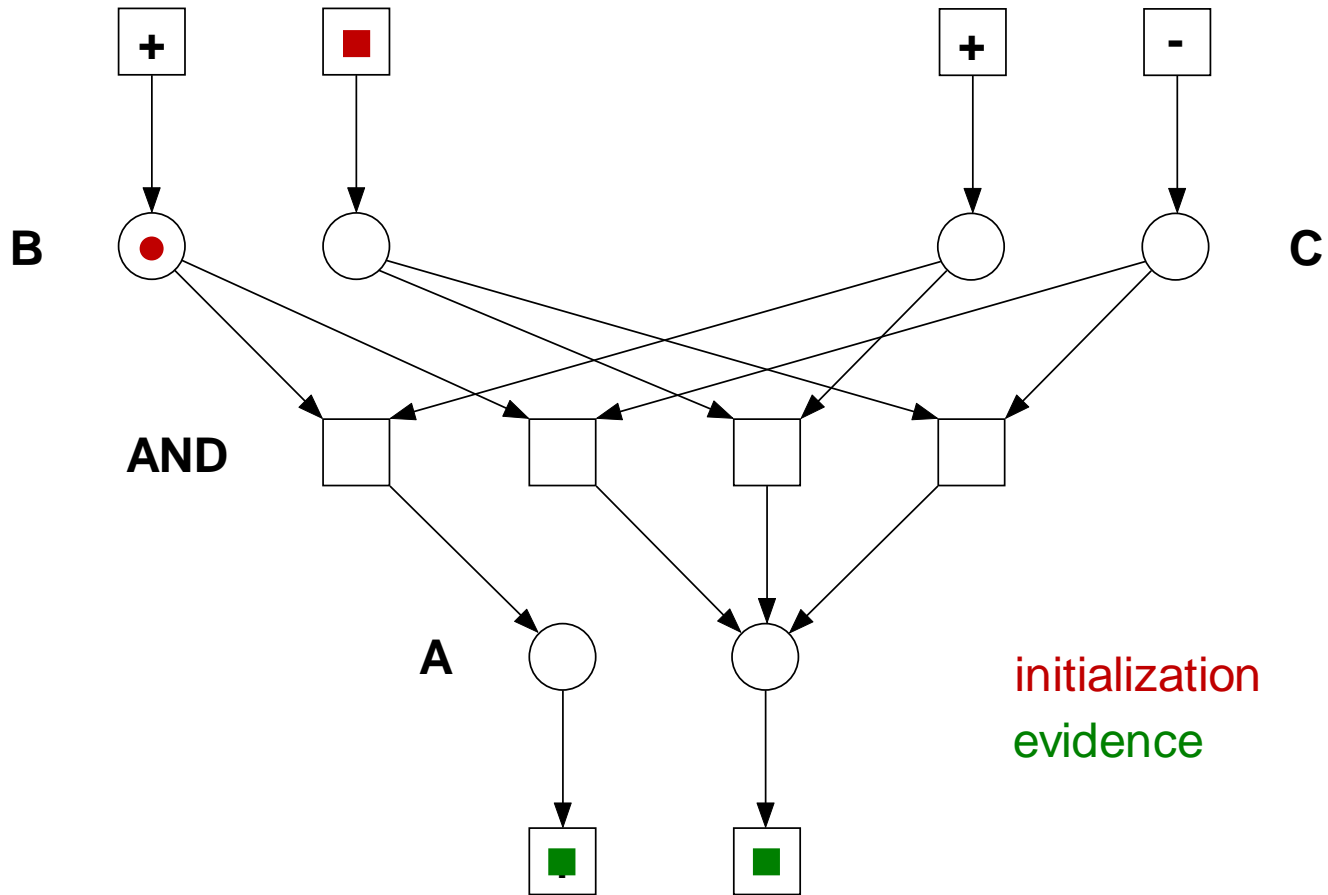 + + -
B C
AND
A
initialization
evidence